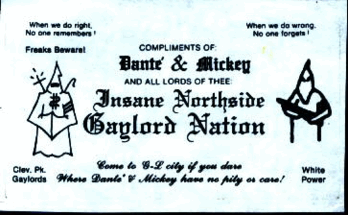 When we do right,
No one remembers!
When we do wrong.
No one forgets!
Freaks Beware!
COMPLIMENTS OF:
Danté & Mickey
AND ALL LORDS OF THEE:
Insane Northside
Gaylord Nation
Clev. Pk.
Gaylords
Come to G-L city if you dare
Where Danté & Mickey have no pity or care!
White
Power